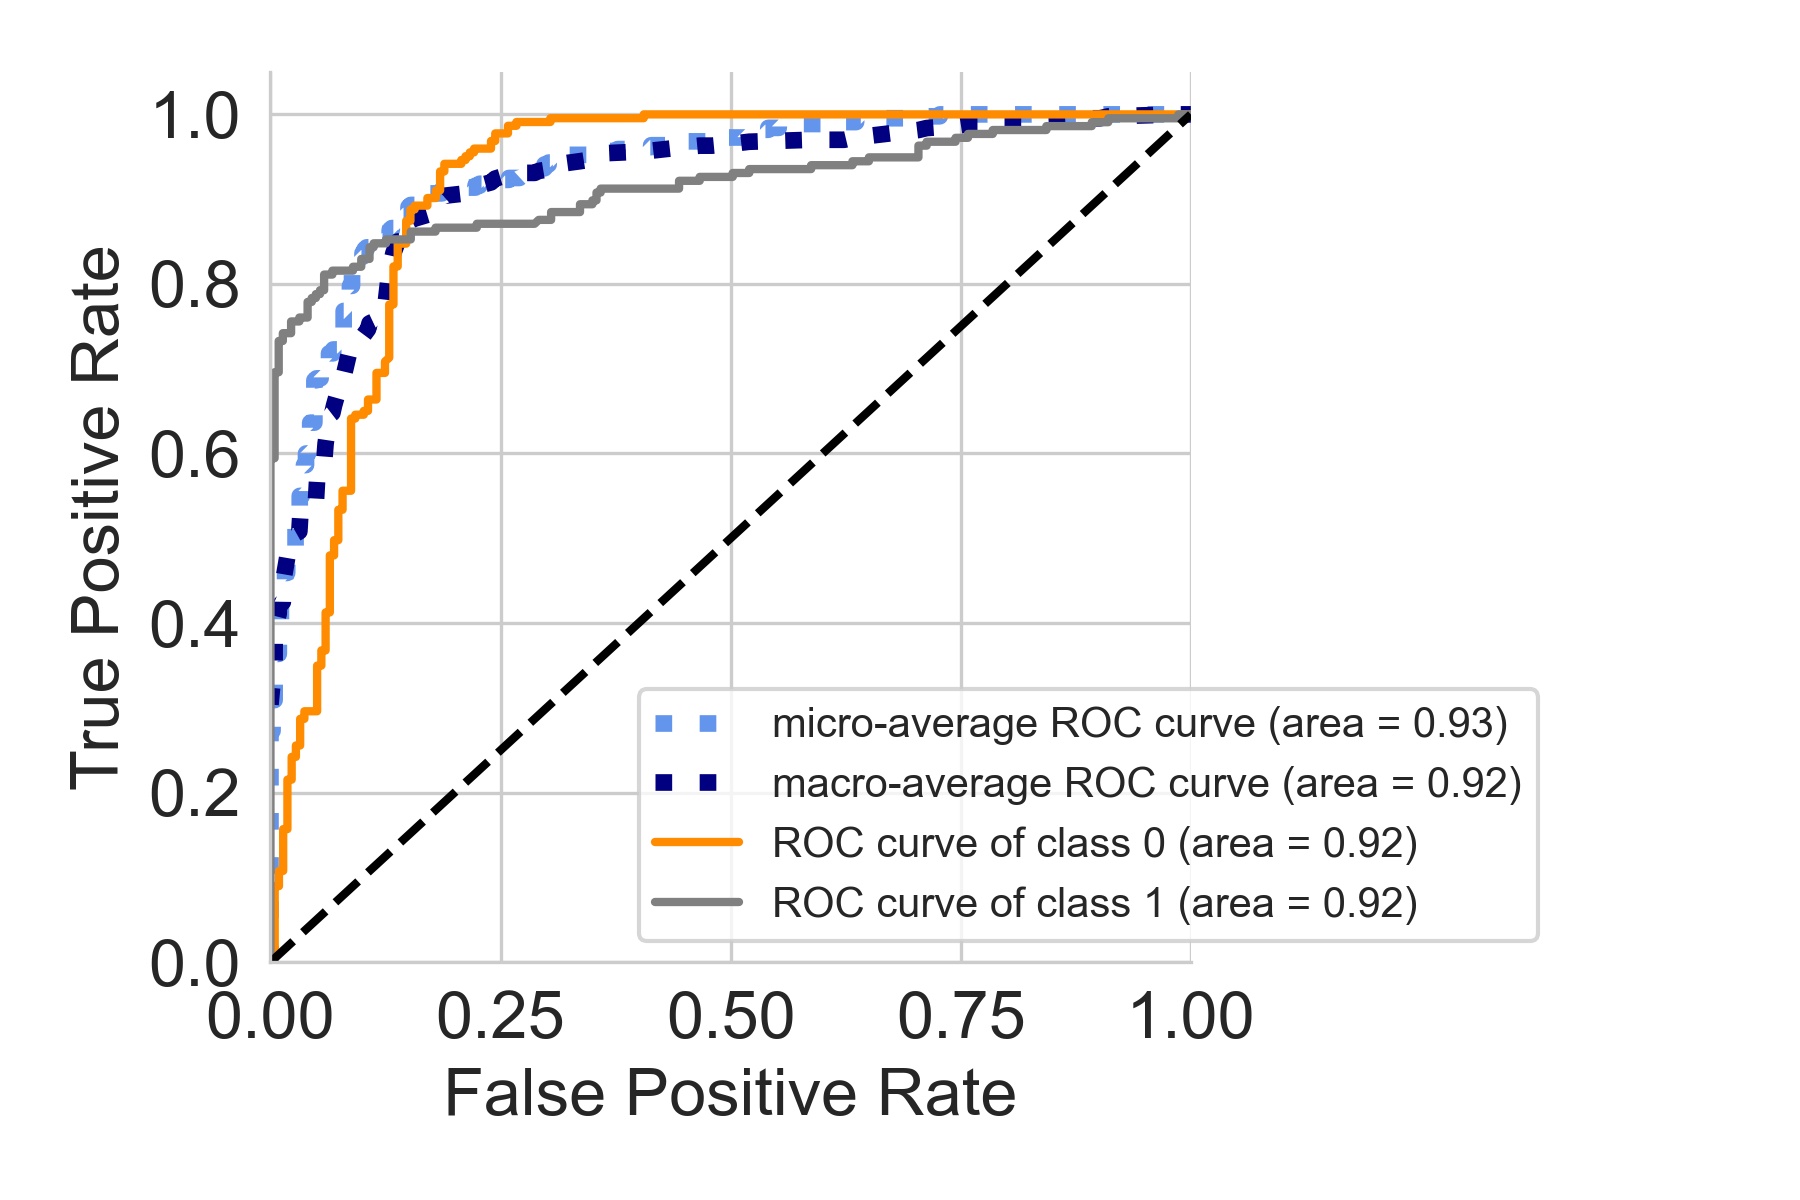 1.0
0.8
0.6
0.4
0.2
0.0
True Positive Rate
micro-average ROC curve (area = 0.93)
macro-average ROC curve (area = 0.92)
ROC curve of class 0 (area = 0.92)
ROC curve of class 1 (area = 0.92)
0.00 0.25 0.50 0.75 1.00
False Positive Rate